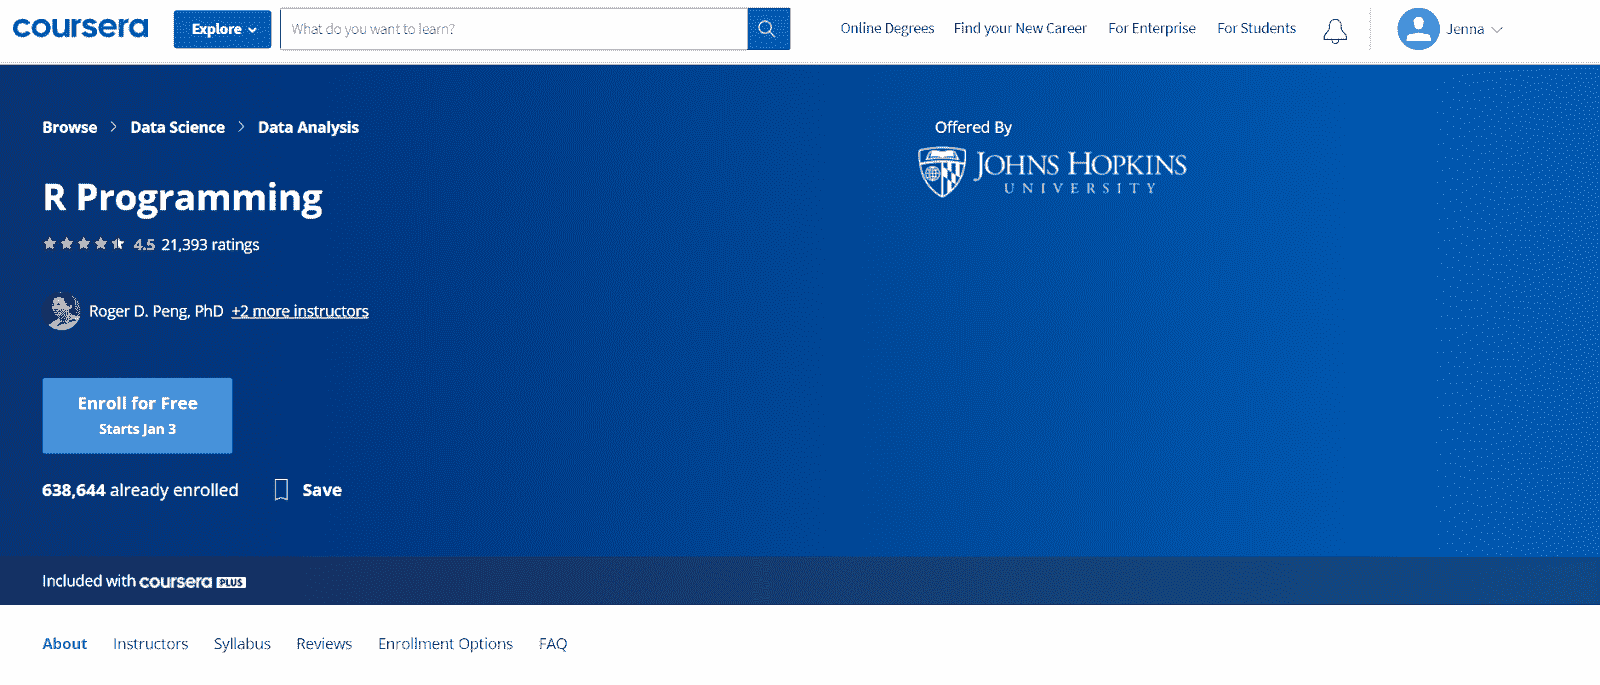 coursera
Explore
What do you want to learn?
Online Degrees
Find your New Career
For Enterprise
For Students
Jenna
Browse > Data Science > Data Analysis
Offered By
JOHNS HOPKINS
UNIVERSITY
R Programming
4.5 21,393 ratings
Roger D. Peng, PhD +2 more instructors
Enroll for Free
Starts Jan 3
638,644 already enrolled
Save
Included with coursera PLUS
About
Instructors
Syllabus
Reviews
Enrollment Options
FAQ